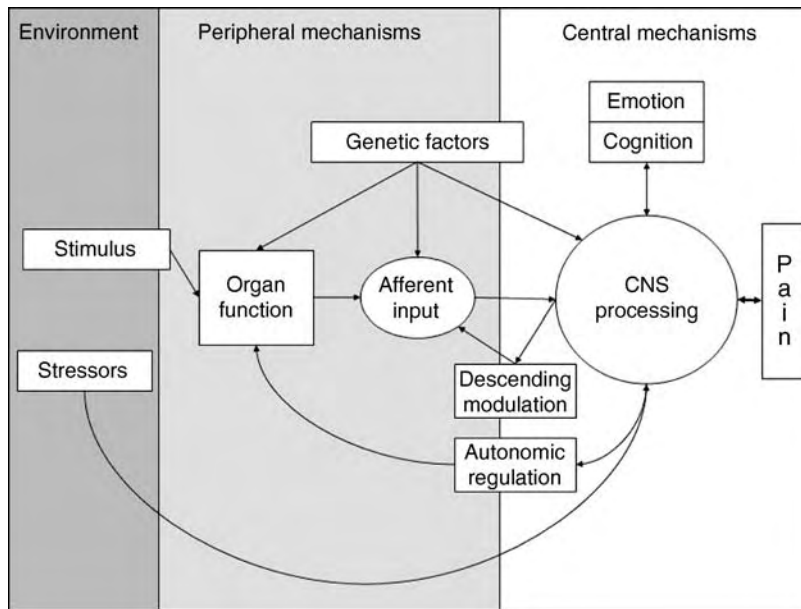 Environment
Peripheral mechanisms
Central mechanisms
Emotion
Cognition
Genetic factors
Stimulus
Organ
function
Afferent
input
CNS
processing
Pain
Stressors
Descending
modulation
Autonomic
regulation